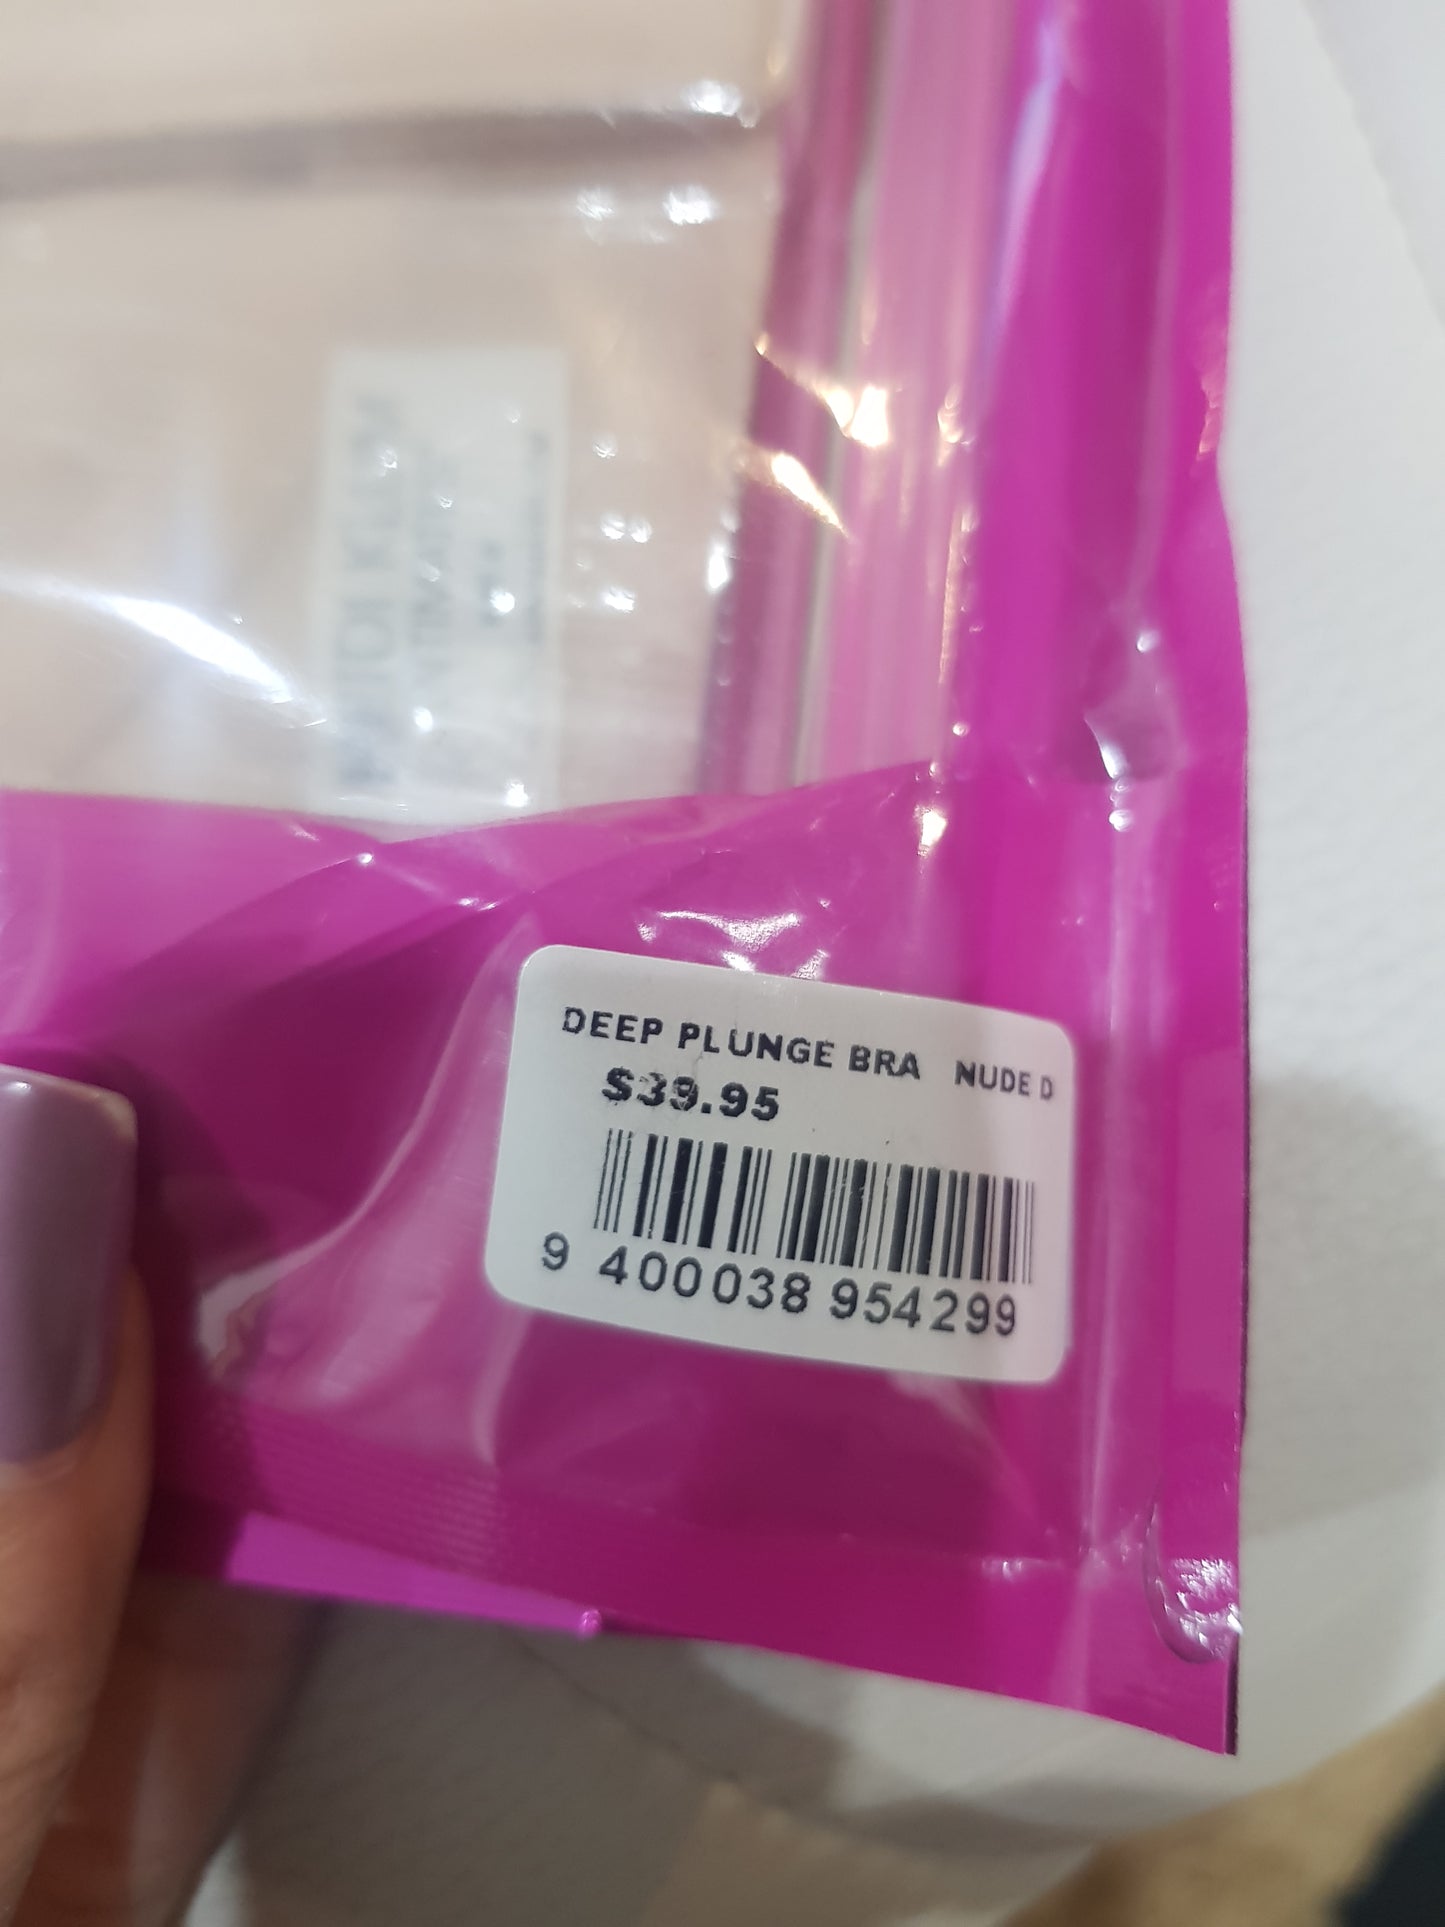 DEEP PLUNGE BRA NUDE D
$39.95
9 400038 954299